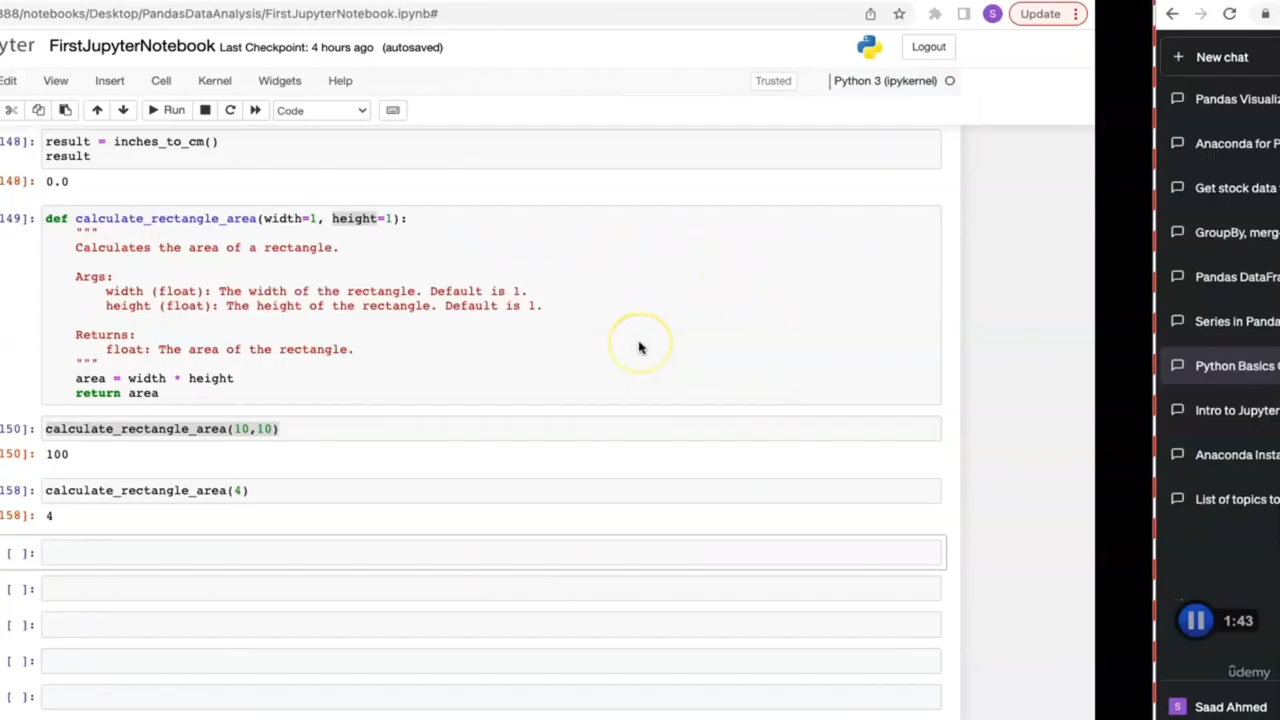 888/notebooks/Desktop/PandasDataAnalysis/FirstJupyterNotebook.ipynb#
S
Update
yter FirstJupyterNotebook Last Checkpoint: 4 hours ago (autosaved)
Logout
Edit View Insert Cell Kernel Widgets Help
Trusted
Python 3 (ipykernel)
Run
Code
148]: result = inches_to_cm()
result
148]: 0.0
149]: def calculate_rectangle_area(width=1, height=1):
"""
Calculates the area of a rectangle.
Args:
width (float): The width of the rectangle. Default is 1.
height (float): The height of the rectangle. Default is 1.
Returns:
float: The area of the rectangle.
"""
area = width * height
return area
150]: calculate_rectangle_area(10,10)
150]: 100
158]: calculate_rectangle_area(4)
158]: 4
[ ]:
[ ]:
[ ]:
[ ]:
[ ]:
+ New chat
Pandas Visualiz
Anaconda for P
Get stock data
GroupBy, merge
Pandas DataFra
Series in Panda
Python Basics
Intro to Jupyter
Anaconda Insta
List of topics to
1:43
ûdemy
S Saad Ahmed